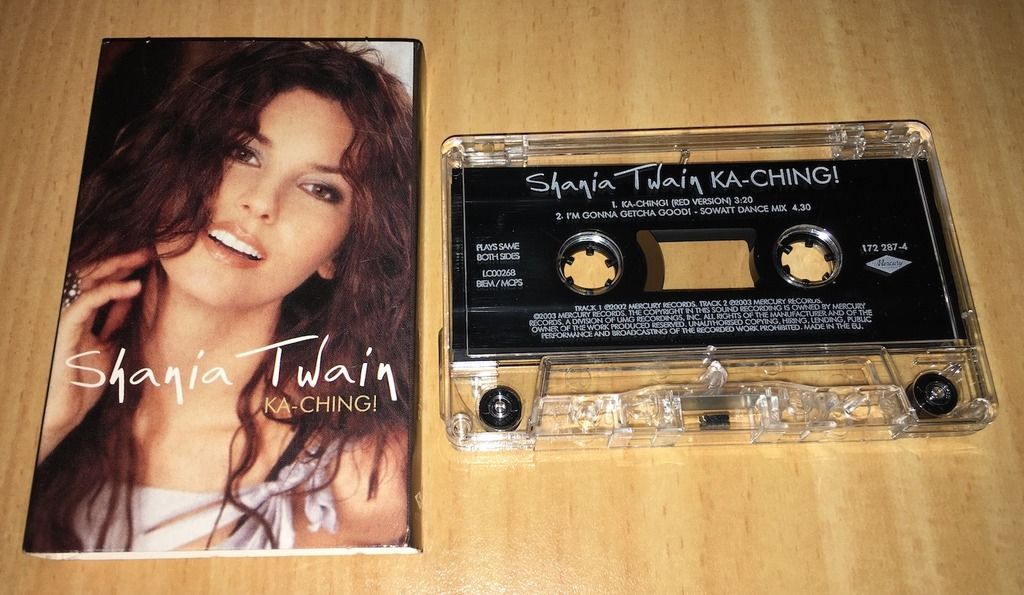 Shania Twain
KA-CHING!
Shania Twain KA-CHING!
1. KA-CHING! (RED VERSION) 3:20
2. I'M GONNA GETCHA GOOD! - SOWATT DANCE MIX 4.30
PLAYS SAME
BOTH SIDES
LC00268
BIEM / MCPS
172 287-4
Mercury
TRACK 1 ℗2002 MERCURY RECORDS. TRACK 2 ℗2003 MERCURY RECORDS.
©2003 MERCURY RECORDS. THE COPYRIGHT IN THIS SOUND RECORDING IS OWNED BY MERCURY
RECORDS. A DIVISION OF UMG RECORDINGS, INC. ALL RIGHTS OF THE MANUFACTURER AND OF THE
OWNER OF THE WORK PRODUCED RESERVED. UNAUTHORISED COPYING, HIRING, LENDING, PUBLIC
PERFORMANCE AND BROADCASTING OF THE RECORDED WORK PROHIBITED. MADE IN THE E.U.